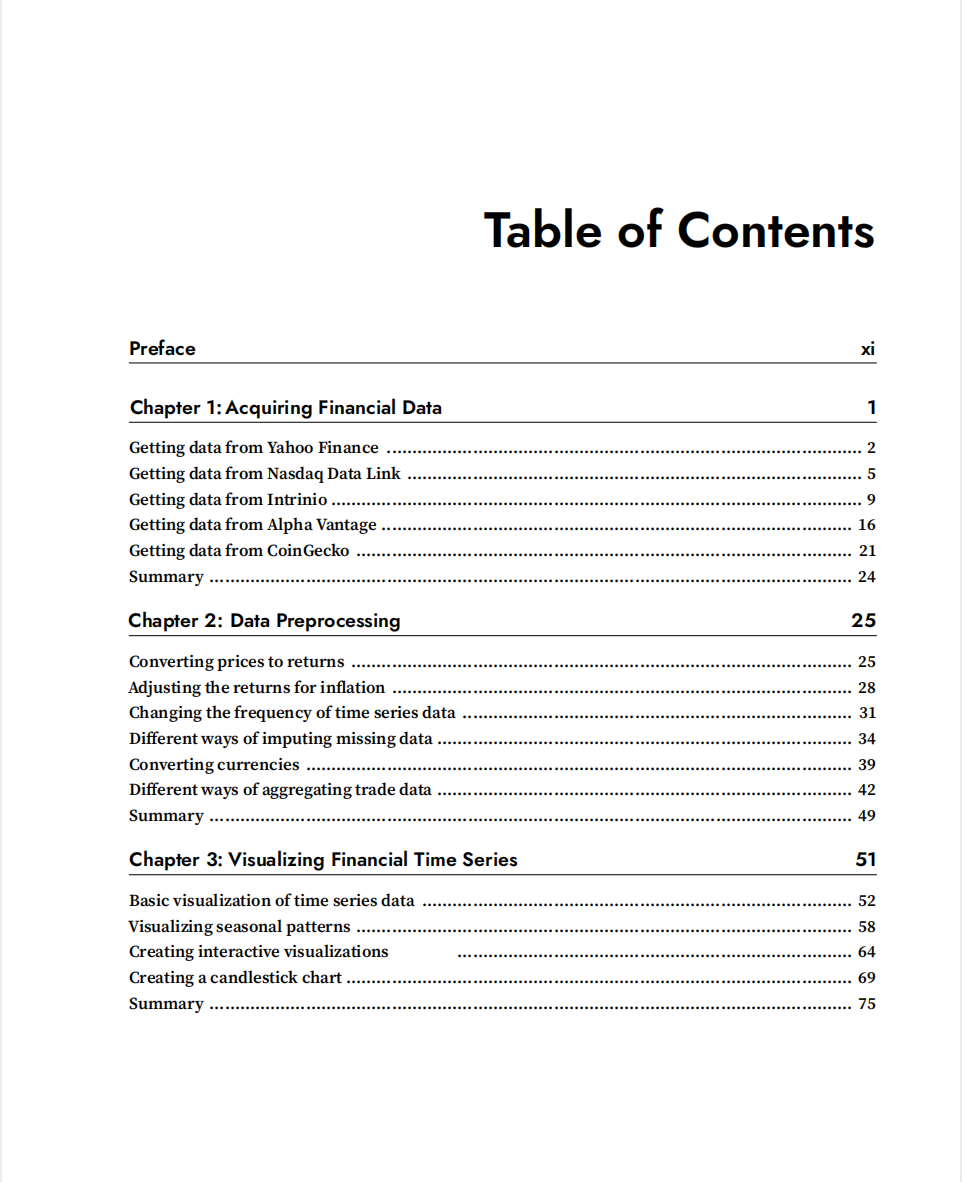 Table of Contents
Preface xi
Chapter 1: Acquiring Financial Data 1
Getting data from Yahoo Finance ........ 2
Getting data from Nasdaq Data Link ........ 5
Getting data from Intrinio ........ 9
Getting data from Alpha Vantage ........ 16
Getting data from CoinGecko ........ 21
Summary ........ 24
Chapter 2: Data Preprocessing 25
Converting prices to returns ........ 25
Adjusting the returns for inflation ........ 28
Changing the frequency of time series data ........ 31
Different ways of imputing missing data ........ 34
Converting currencies ........ 39
Different ways of aggregating trade data ........ 42
Summary ........ 49
Chapter 3: Visualizing Financial Time Series 51
Basic visualization of time series data ........ 52
Visualizing seasonal patterns ........ 58
Creating interactive visualizations ........ 64
Creating a candlestick chart ........ 69
Summary ........ 75